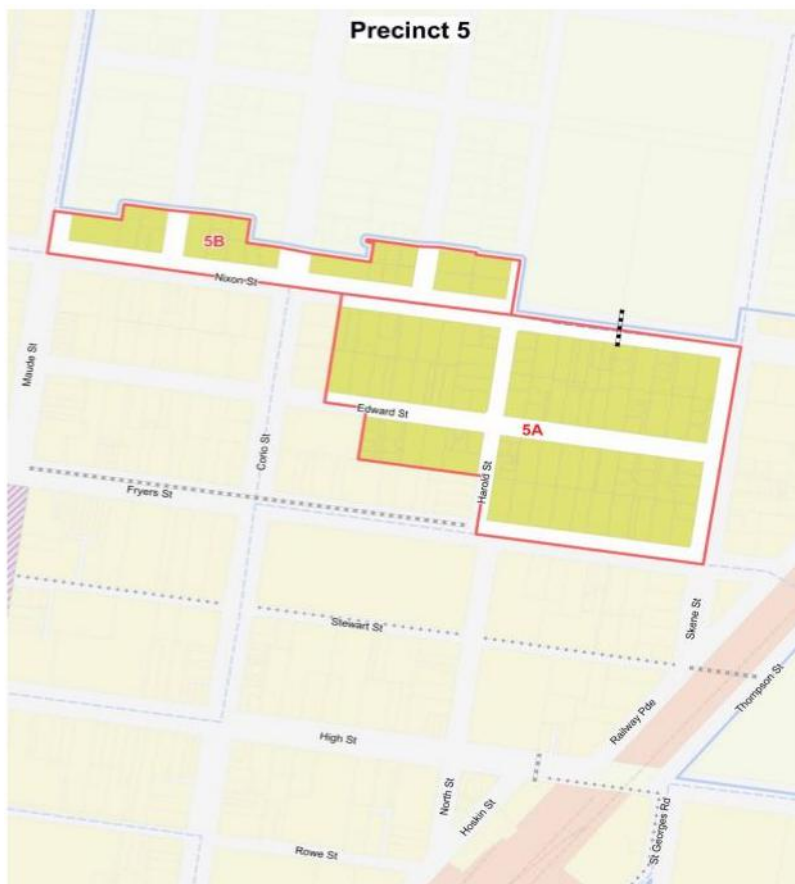 Precinct 5
5B
Nixon St
Maude St
Edward St
5A
Corio St
Harold St
Fryers St
Stewart St
Skene St
Thompson St
Railway Pde
High St
North St
Hoskin St
St Georges Rd
Rowe St